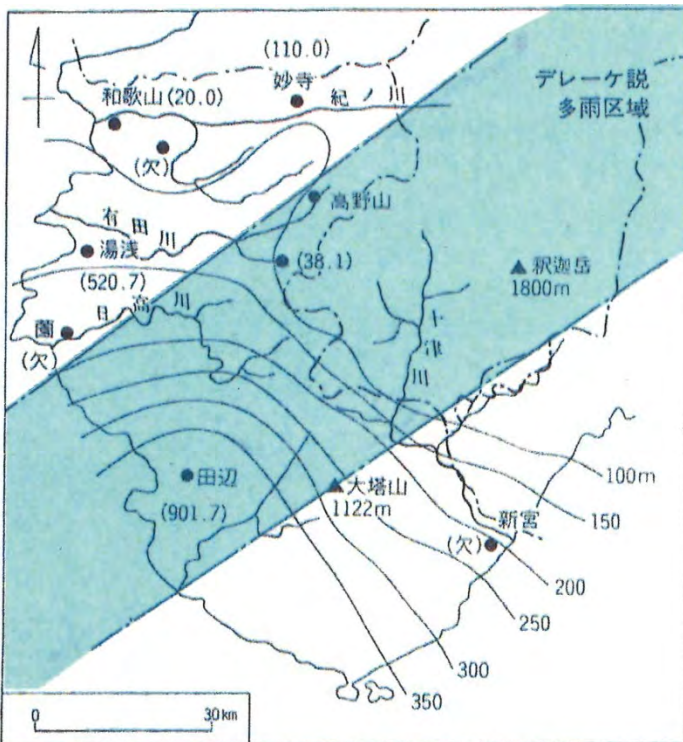 (110.0)
デレーケ説
多雨区域
妙寺
和歌山(20.0)
紀ノ川
(欠)
高野山
有田川
湯浅
(38.1)
釈迦岳
1800m
(520.7)
日高川
十津川
薗
(欠)
100m
田辺
大塔山
1122m
150
(901.7)
新宮
(欠)
200
250
300
350
0
30km